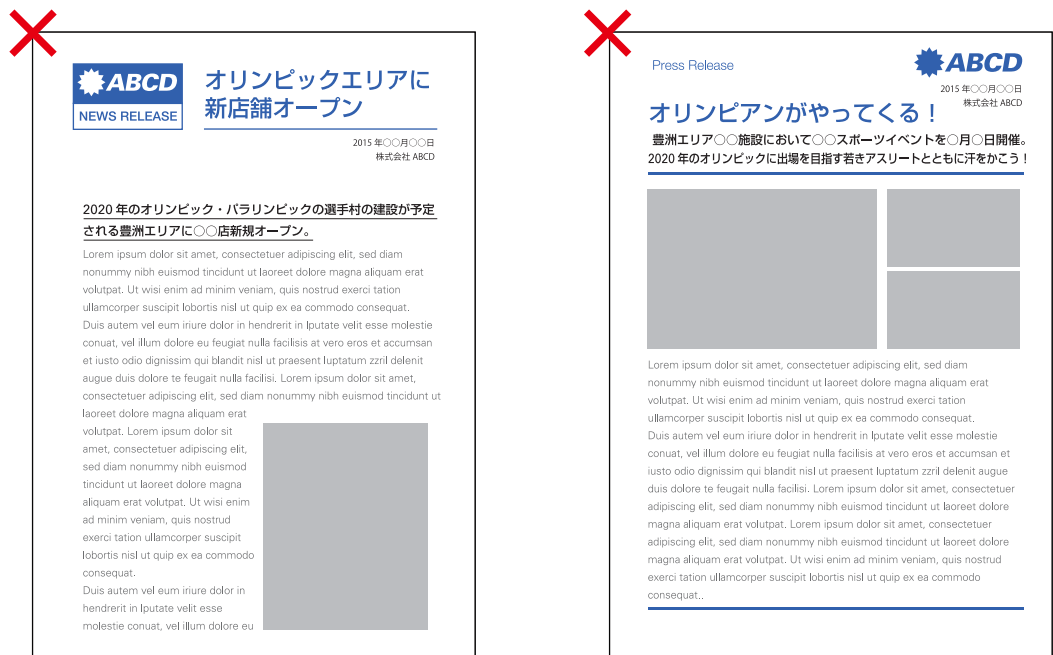 ABCD
NEWS RELEASE
オリンピックエリアに
新店舗オープン
2015 年○○月○○日
株式会社 ABCD
2020 年のオリンピック・パラリンピックの選手村の建設が予定
される豊洲エリアに○○店新規オープン。
Lorem ipsum dolor sit amet, consectetuer adipiscing elit, sed diam
nonummy nibh euismod tincidunt ut laoreet dolore magna aliquam erat
volutpat. Ut wisi enim ad minim veniam, quis nostrud exerci tation
ullamcorper suscipit lobortis nisl ut quip ex ea commodo consequat.
Duis autem vel eum iriure dolor in hendrerit in lputate velit esse molestie
conuat, vel illum dolore eu feugiat nulla facilisis at vero eros et accumsan
et iusto odio dignissim qui blandit nisl ut praesent luptatum zzril delenit
augue duis dolore te feugait nulla facilisi. Lorem ipsum dolor sit amet,
consectetuer adipiscing elit, sed diam nonummy nibh euismod tincidunt ut
laoreet dolore magna aliquam erat
volutpat. Lorem ipsum dolor sit
amet, consectetuer adipiscing elit,
sed diam nonummy nibh euismod
tincidunt ut laoreet dolore magna
aliquam erat volutpat. Ut wisi enim
ad minim veniam, quis nostrud
exerci tation ullamcorper suscipit
lobortis nisl ut quip ex ea commodo
consequat.
Duis autem vel eum iriure dolor in
hendrerit in lputate velit esse
molestie conuat, vel illum dolore eu
Press Release
ABCD
2015 年○○月○○日
株式会社 ABCD
オリンピアンがやってくる！
豊洲エリア○○施設において○○スポーツイベントを○月○日開催。
2020 年のオリンピックに出場を目指す若きアスリートとともに汗をかこう！
Lorem ipsum dolor sit amet, consectetuer adipiscing elit, sed diam
nonummy nibh euismod tincidunt ut laoreet dolore magna aliquam erat
volutpat. Ut wisi enim ad minim veniam, quis nostrud exerci tation
ullamcorper suscipit lobortis nisl ut quip ex ea commodo consequat.
Duis autem vel eum iriure dolor in hendrerit in lputate velit esse molestie
conuat, vel illum dolore eu feugiat nulla facilisis at vero eros et accumsan et
iusto odio dignissim qui blandit nisl ut praesent luptatum zzril delenit augue
duis dolore te feugait nulla facilisi. Lorem ipsum dolor sit amet, consectetuer
adipiscing elit, sed diam nonummy nibh euismod tincidunt ut laoreet dolore
magna aliquam erat volutpat. Lorem ipsum dolor sit amet, consectetuer
adipiscing elit, sed diam nonummy nibh euismod tincidunt ut laoreet dolore
magna aliquam erat volutpat. Ut wisi enim ad minim veniam, quis nostrud
exerci tation ullamcorper suscipit lobortis nisl ut quip ex ea commodo
consequat..